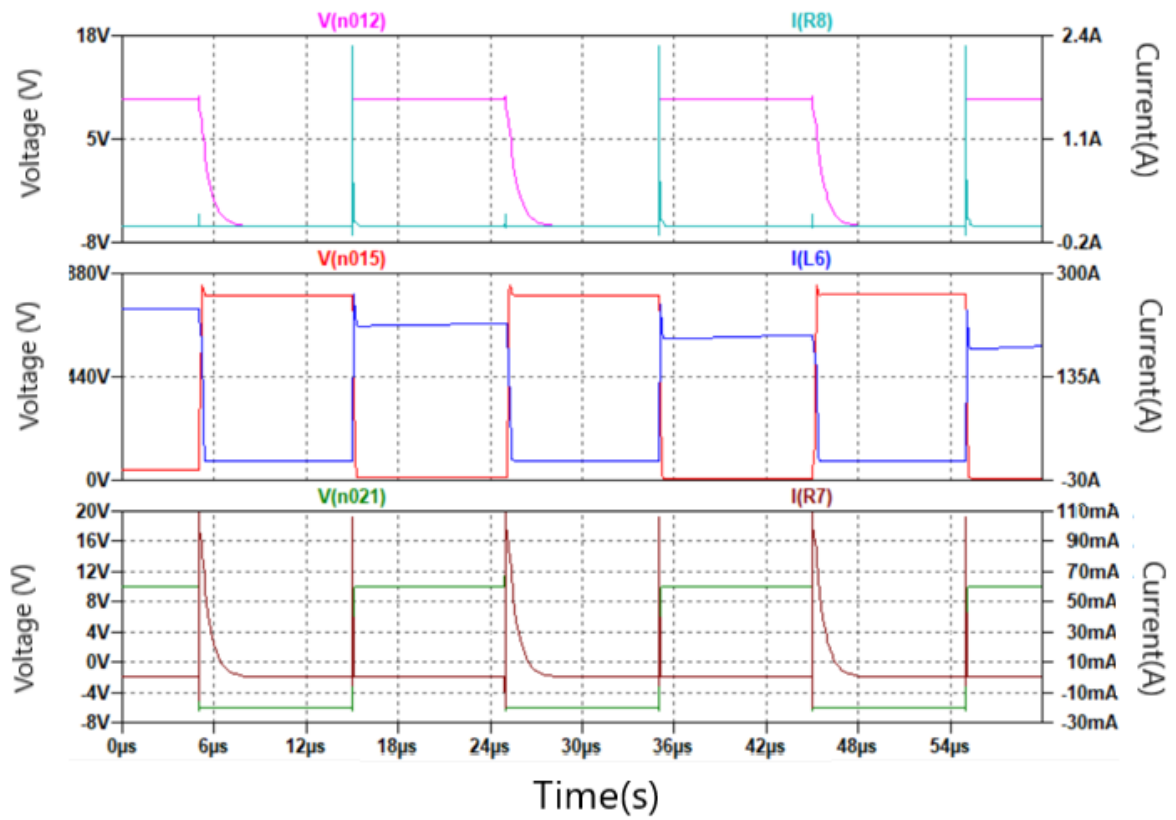 V(n012) I(R8)
18V 2.4A
5V 1.1A
-8V -0.2A
Voltage (V) Current(A)
V(n015) I(L6)
880V 300A
440V 135A
0V -30A
Voltage (V) Current(A)
V(n021) I(R7)
20V 110mA
16V 90mA
12V 70mA
8V 50mA
4V 30mA
0V 10mA
-4V -10mA
-8V -30mA
Voltage (V) Current(A)
0µs 6µs 12µs 18µs 24µs 30µs 36µs 42µs 48µs 54µs
Time(s)